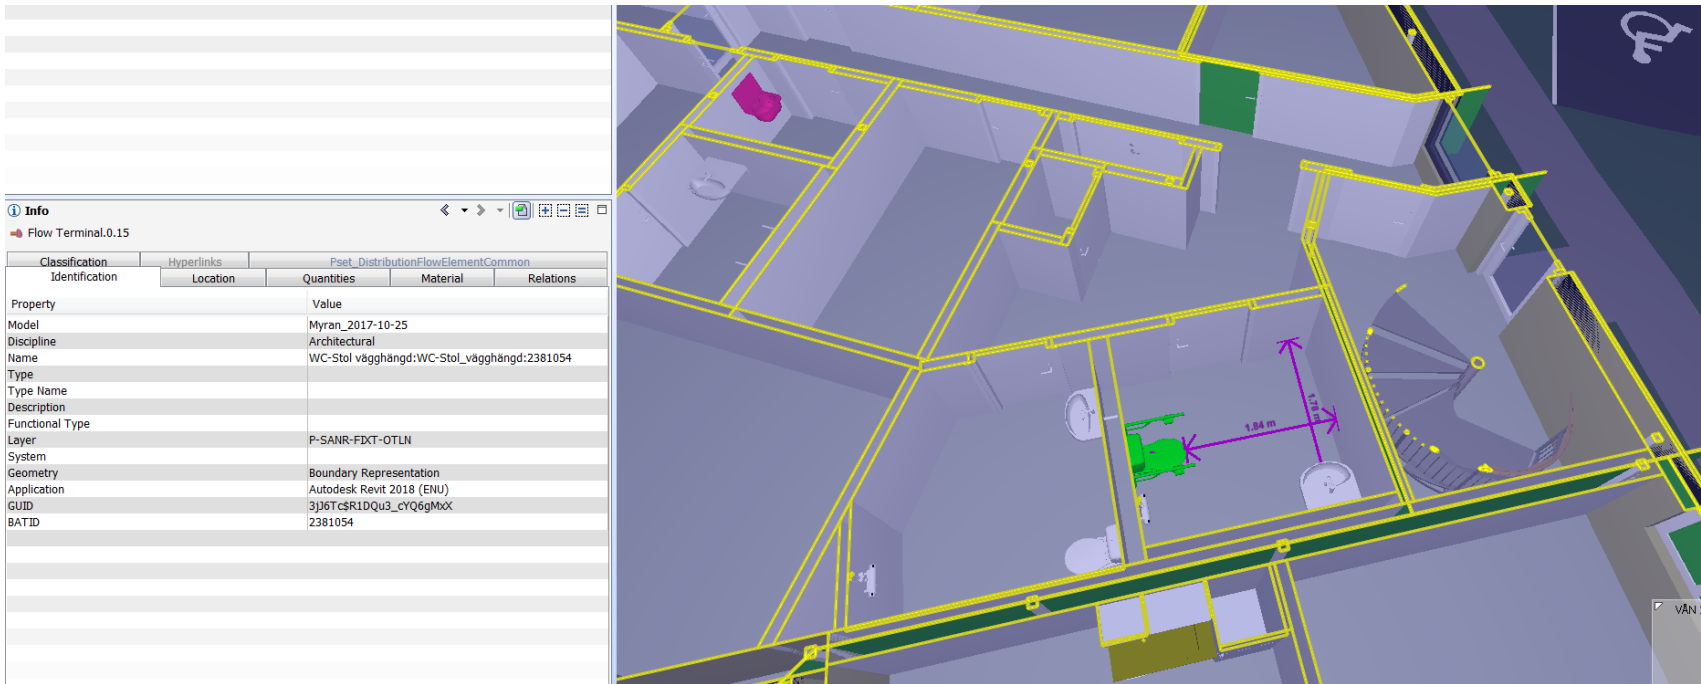 Info
Flow Terminal.0.15
Classification Hyperlinks Pset_DistributionFlowElementCommon
Identification Location Quantities Material Relations
Property Value
Model Myran_2017-10-25
Discipline Architectural
Name WC-Stol vägghängd:WC-Stol_vägghängd:2381054
Type
Type Name
Description
Functional Type
Layer P-SANR-FIXT-OTLN
System
Geometry Boundary Representation
Application Autodesk Revit 2018 (ENU)
GUID 3jJ6Tc$R1DQu3_cYQ6gMxX
BATID 2381054
1.78 m
1.84 m
VÅN